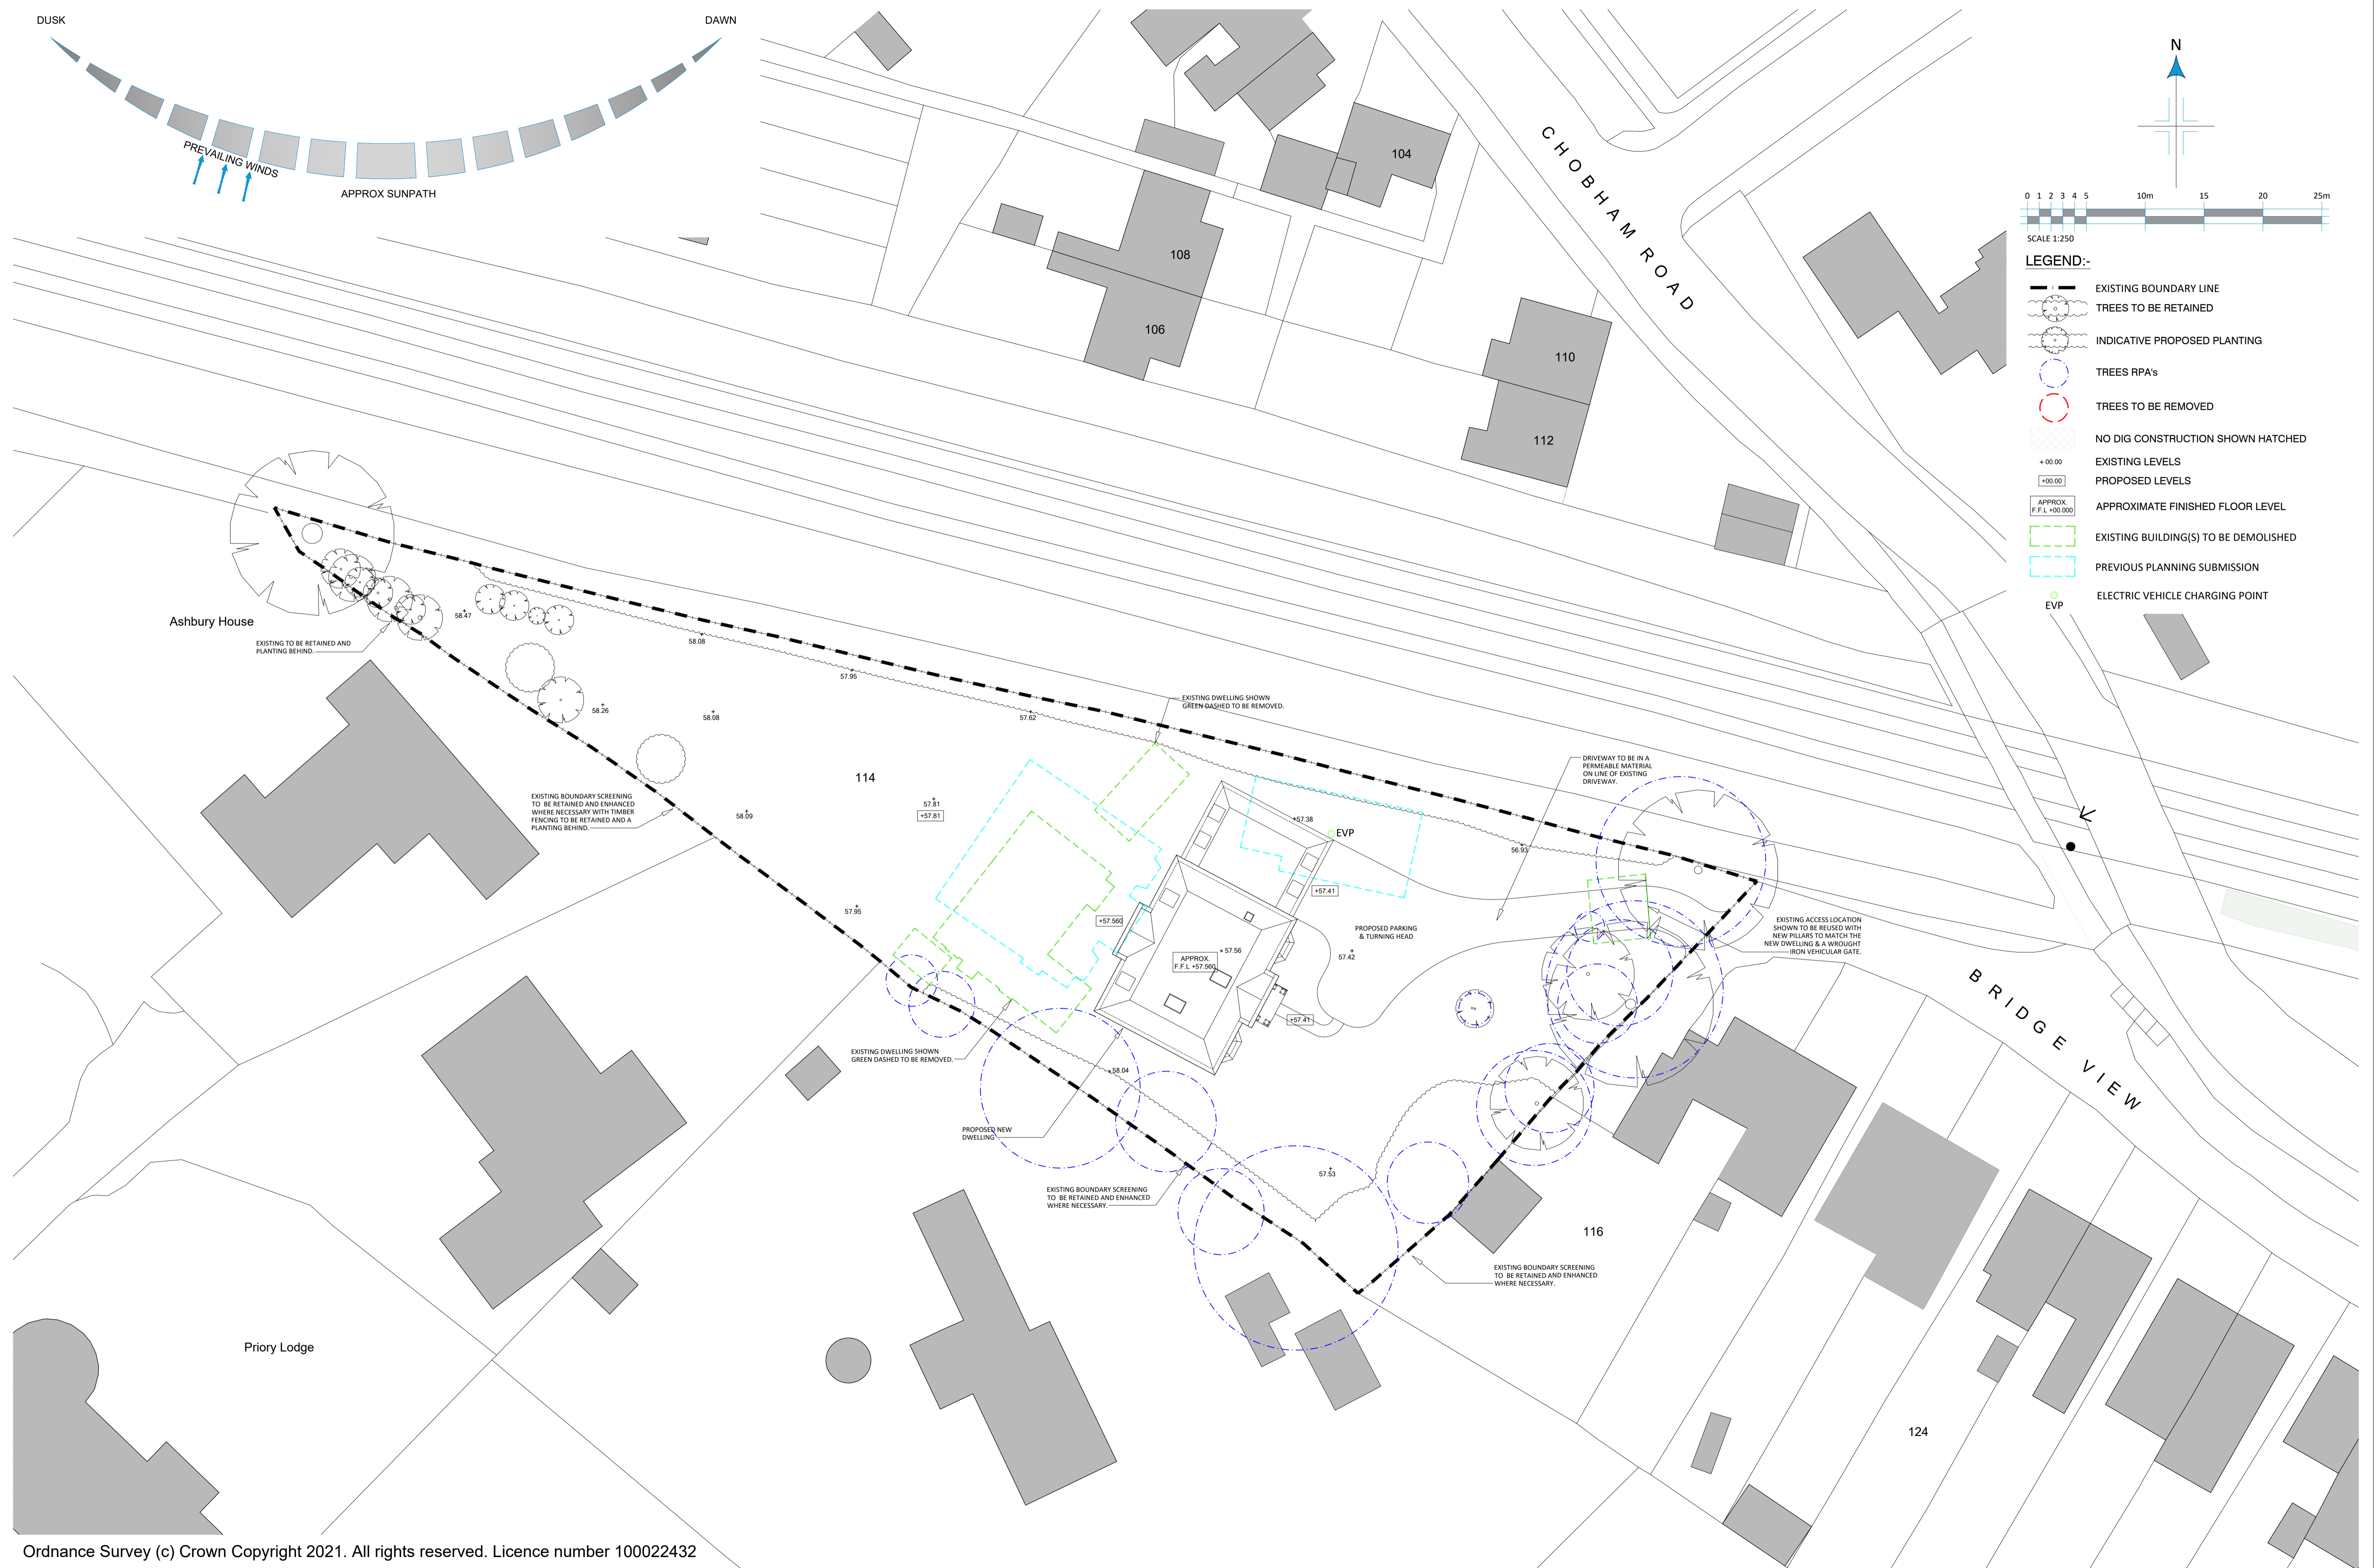 DUSK
DAWN
PREVAILING WINDS
APPROX SUNPATH
N
0 1 2 3 4 5 10m 15 20 25m
SCALE 1:250
LEGEND:-
EXISTING BOUNDARY LINE
TREES TO BE RETAINED
INDICATIVE PROPOSED PLANTING
TREES RPA's
TREES TO BE REMOVED
NO DIG CONSTRUCTION SHOWN HATCHED
+ 00.00
EXISTING LEVELS
+00.00
PROPOSED LEVELS
APPROX.
F.F.L +00.000
APPROXIMATE FINISHED FLOOR LEVEL
EXISTING BUILDING(S) TO BE DEMOLISHED
PREVIOUS PLANNING SUBMISSION
ELECTRIC VEHICLE CHARGING POINT
EVP
CHOBHAM ROAD
104
108
106
110
112
Ashbury House
EXISTING TO BE RETAINED AND
PLANTING BEHIND.
58.47
58.08
57.95
58.26
58.08
57.62
EXISTING DWELLING SHOWN
GREEN DASHED TO BE REMOVED.
114
DRIVEWAY TO BE IN A
PERMEABLE MATERIAL
ON LINE OF EXISTING
DRIVEWAY.
EXISTING BOUNDARY SCREENING
TO BE RETAINED AND ENHANCED
WHERE NECESSARY WITH TIMBER
FENCING TO BE RETAINED AND A
PLANTING BEHIND.
57.81
+57.81
58.09
+57.38
EVP
56.93
+57.41
57.95
+57.560
PROPOSED PARKING
& TURNING HEAD
57.42
57.56
APPROX.
F.F.L +57.560
EXISTING ACCESS LOCATION
SHOWN TO BE REUSED WITH
NEW PILLARS TO MATCH THE
NEW DWELLING & A WROUGHT
IRON VEHICULAR GATE.
+57.41
BRIDGE VIEW
EXISTING DWELLING SHOWN
GREEN DASHED TO BE REMOVED.
58.04
PROPOSED NEW
DWELLING
57.53
EXISTING BOUNDARY SCREENING
TO BE RETAINED AND ENHANCED
WHERE NECESSARY.
116
EXISTING BOUNDARY SCREENING
TO BE RETAINED AND ENHANCED
WHERE NECESSARY.
Priory Lodge
124
Ordnance Survey (c) Crown Copyright 2021. All rights reserved. Licence number 100022432